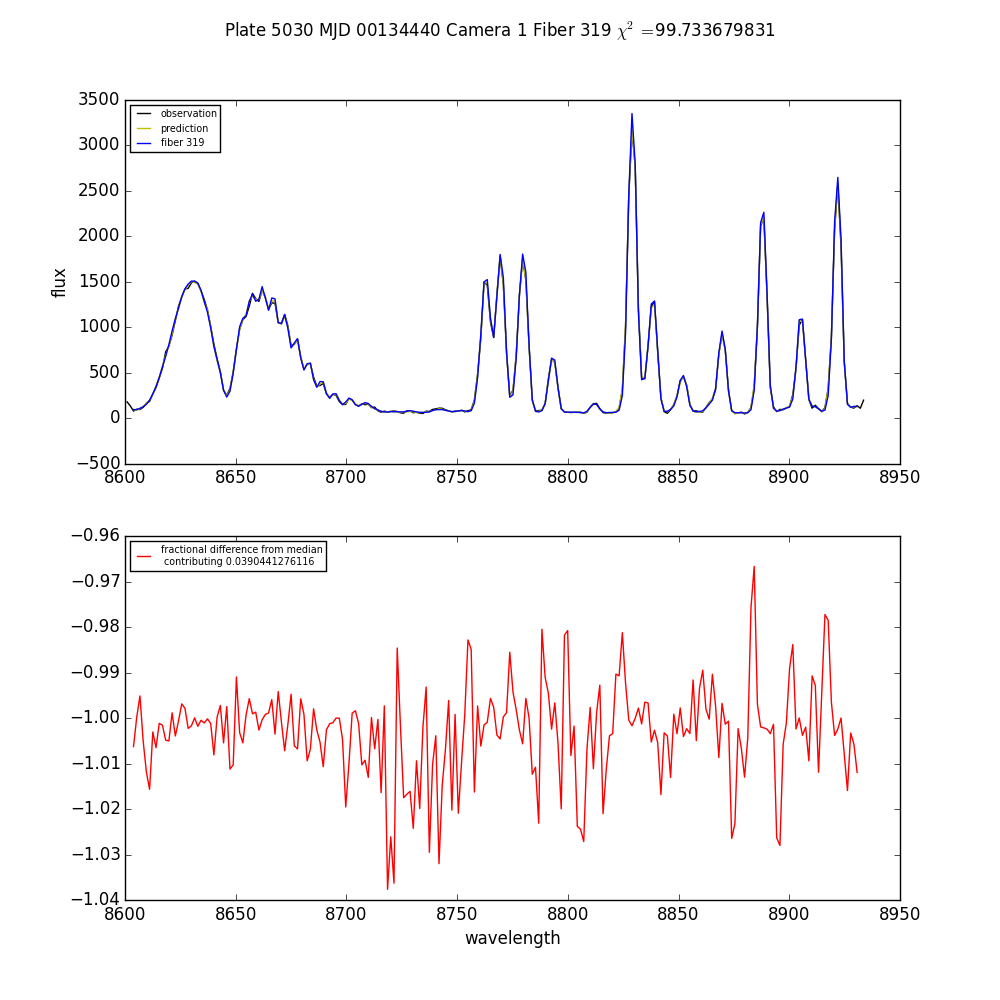 Plate 5030 MJD 00134440 Camera 1 Fiber 319 χ² =99.733679831
3500
3000
2500
2000
1500
1000
500
0
−500
flux
observation
prediction
fiber 319
8600 8650 8700 8750 8800 8850 8900 8950
−0.96
−0.97
−0.98
−0.99
−1.00
−1.01
−1.02
−1.03
−1.04
fractional difference from median
contributing 0.0390441276116
8600 8650 8700 8750 8800 8850 8900 8950
wavelength